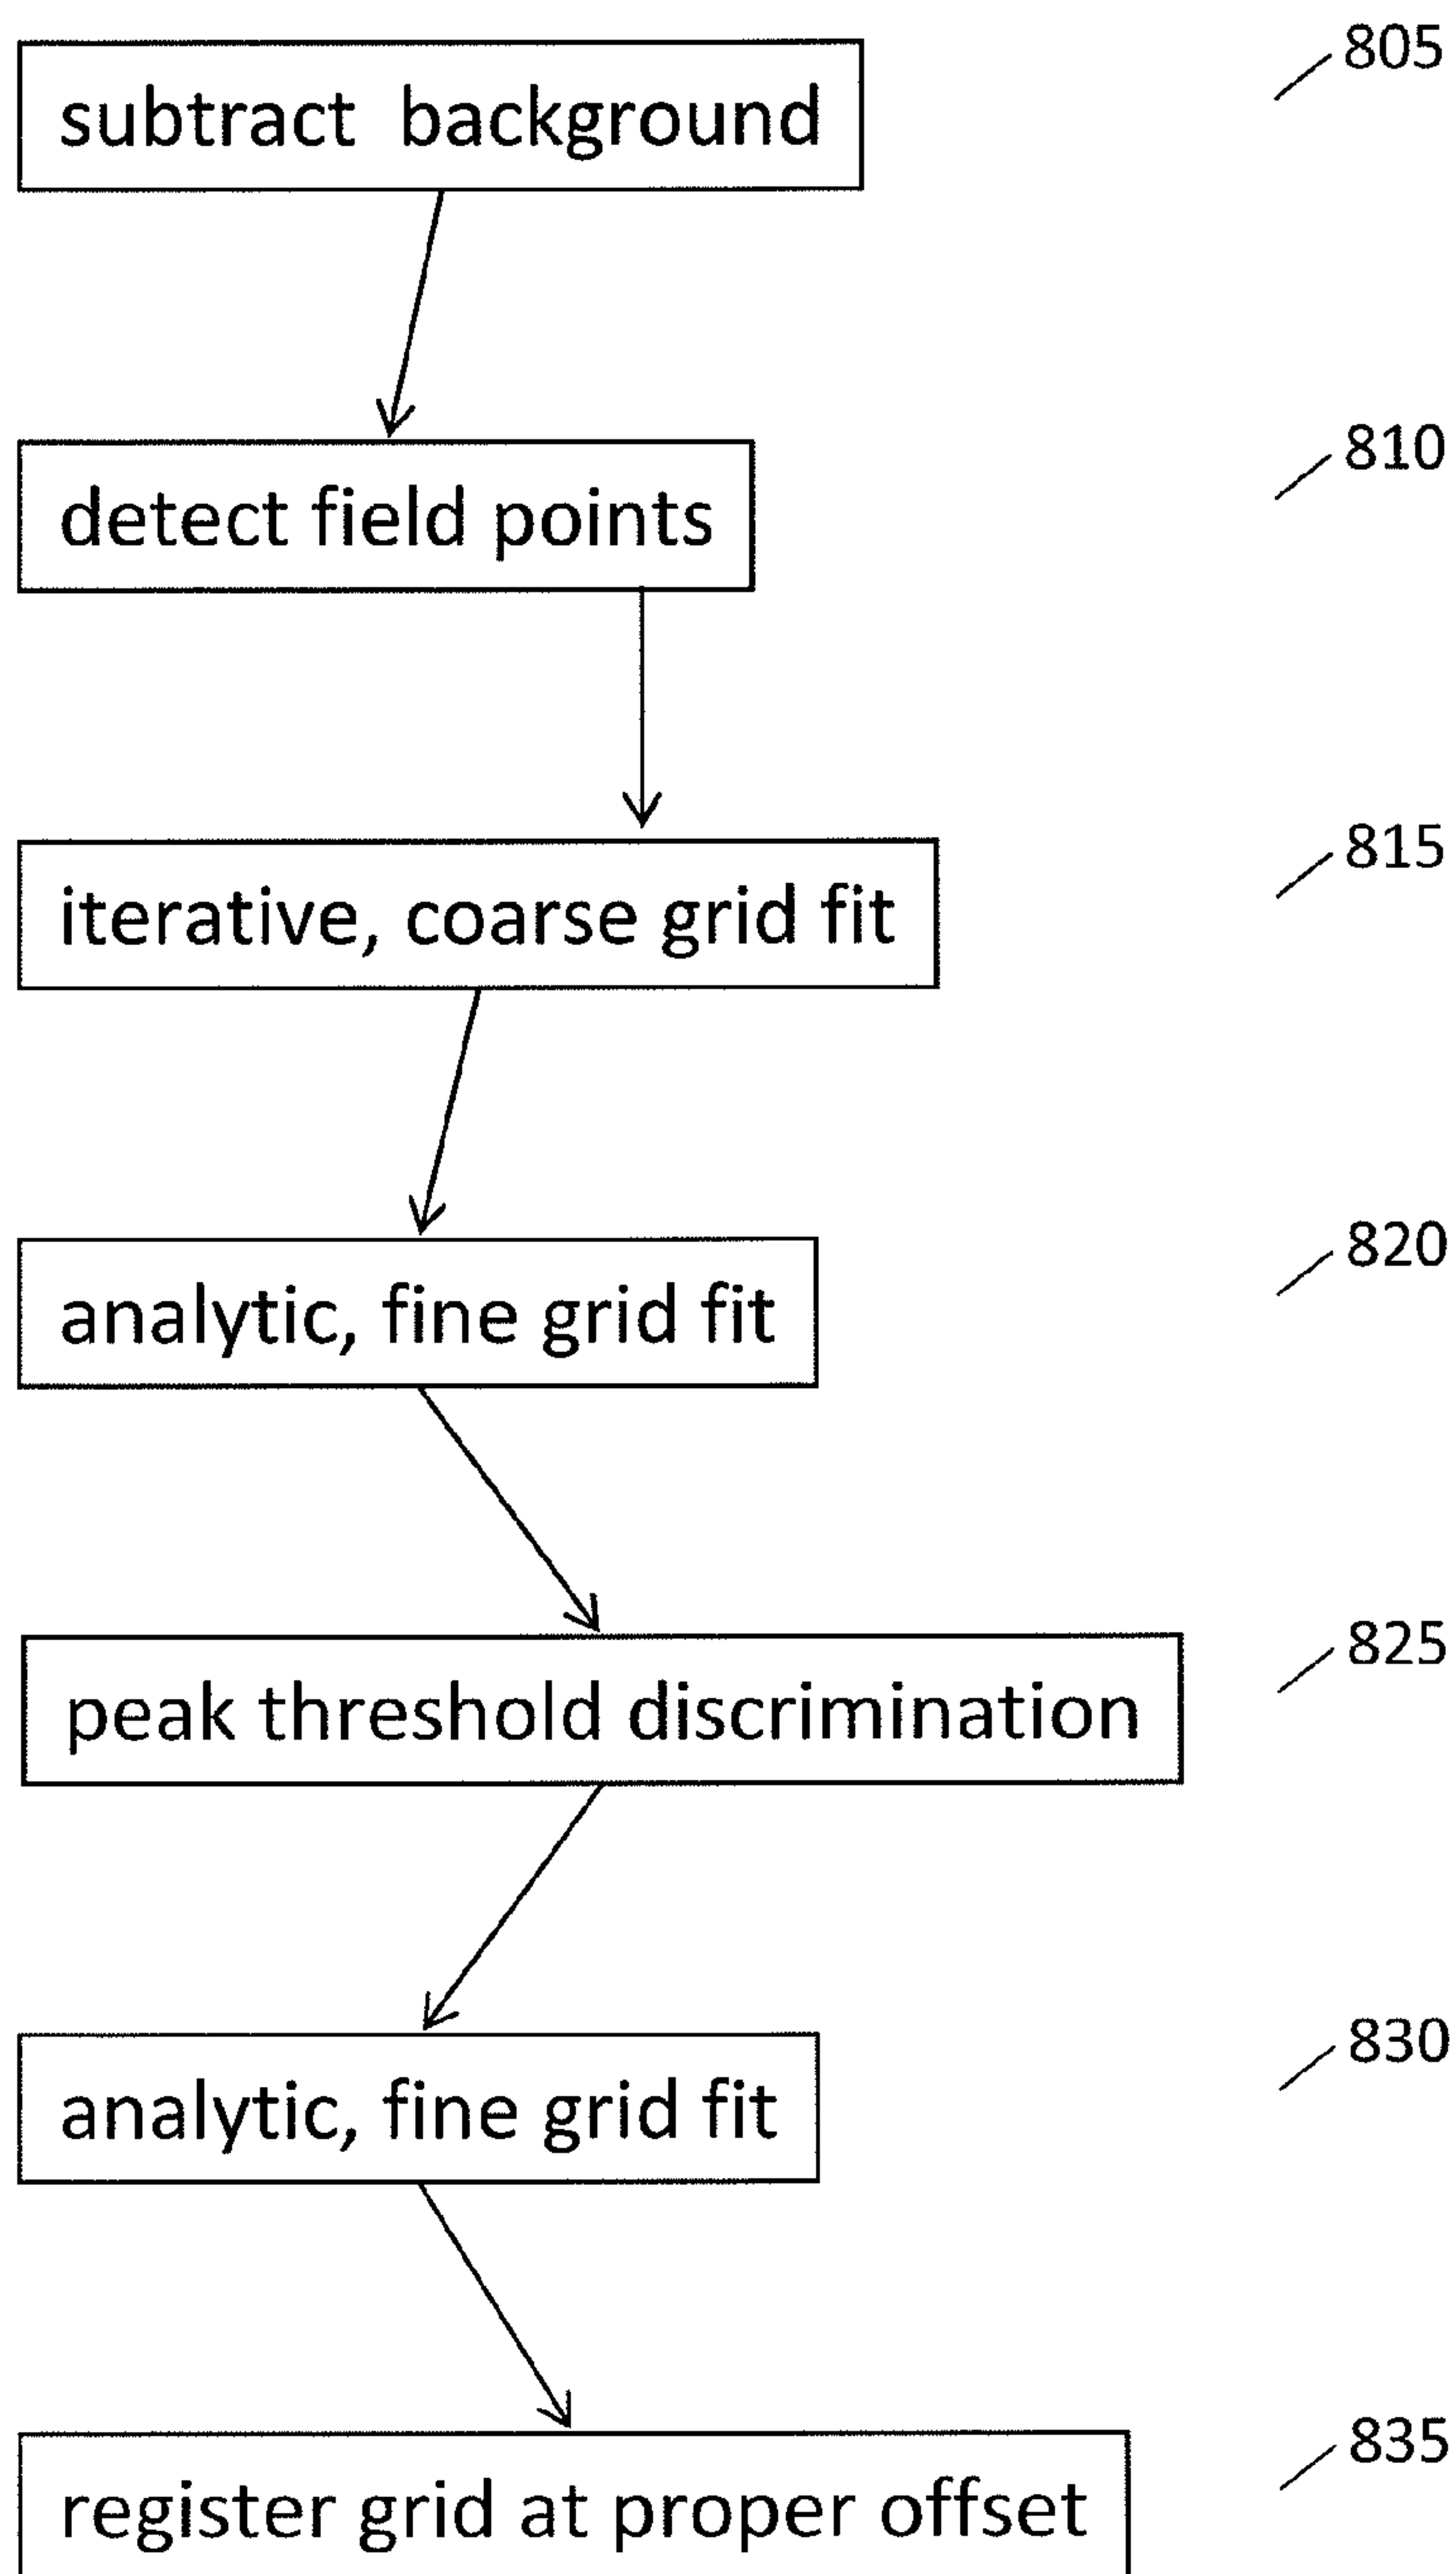 subtract background
805
detect field points
810
iterative, coarse grid fit
815
analytic, fine grid fit
820
peak threshold discrimination
825
analytic, fine grid fit
830
register grid at proper offset
835